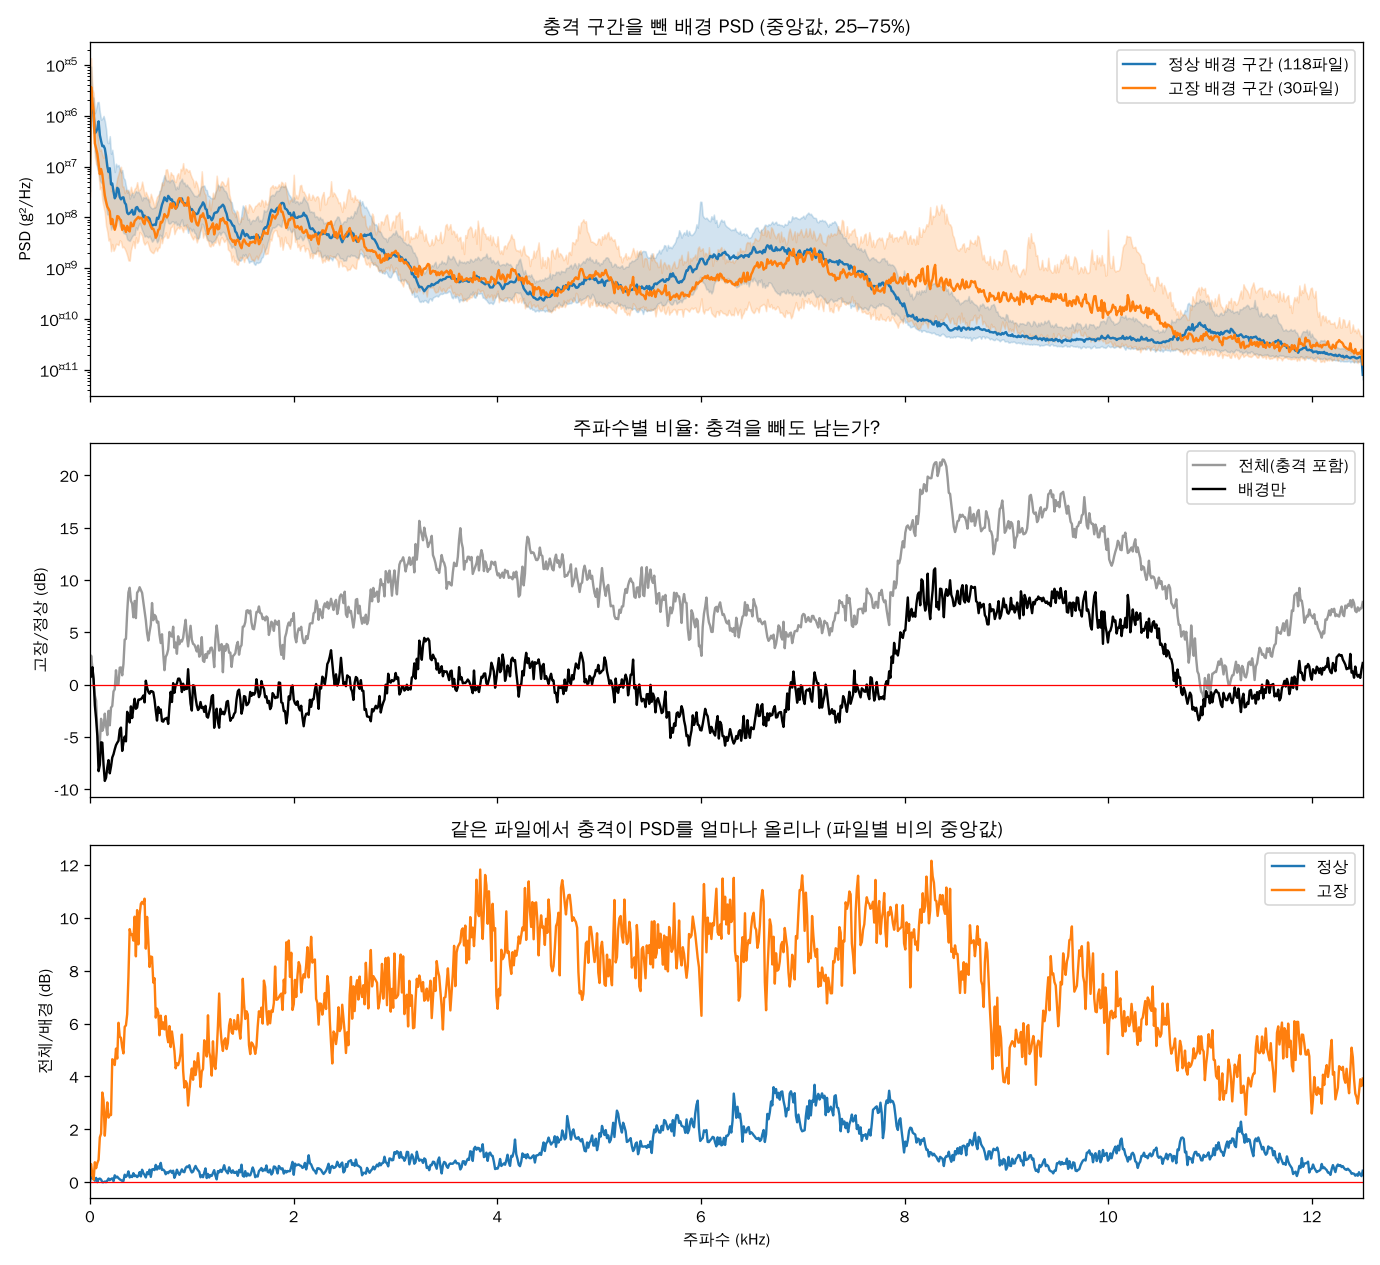 충격 구간을 뺀 배경 PSD (중앙값, 25–75%)
정상 배경 구간 (118파일)
고장 배경 구간 (30파일)
PSD (g²/Hz)
주파수별 비율: 충격을 빼도 남는가?
전체(충격 포함)
배경만
20
15
10
5
0
-5
-10
고장/정상 (dB)
같은 파일에서 충격이 PSD를 얼마나 올리나 (파일별 비의 중앙값)
정상
고장
12
10
8
6
4
2
0
전체/배경 (dB)
0 2 4 6 8 10 12
주파수 (kHz)